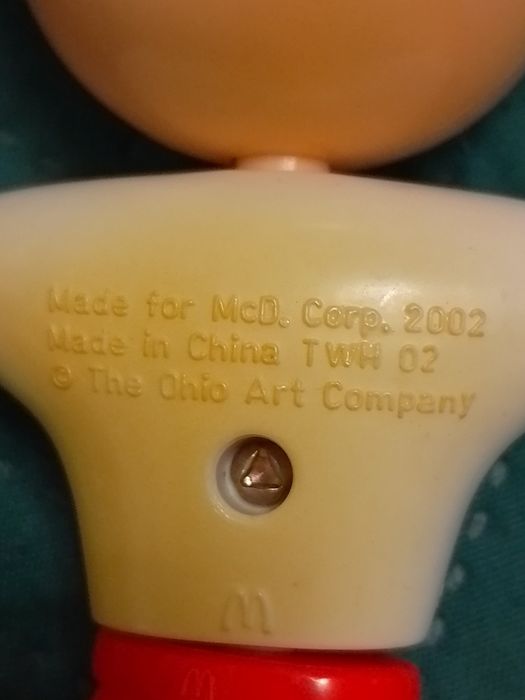 Made for McD. Corp. 2002
Made in China TWH 02
© The Ohio Art Company
M
M